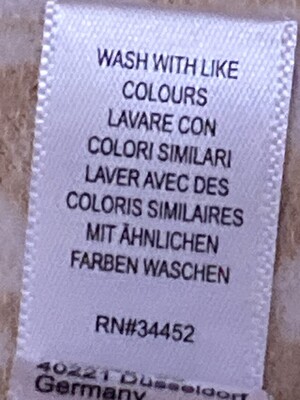 WASH WITH LIKE
COLOURS
LAVARE CON
COLORI SIMILARI
LAVER AVEC DES
COLORIS SIMILAIRES
MIT ÄHNLICHEN
FARBEN WASCHEN
RN#34452
40221 Düsseldorf
Germany